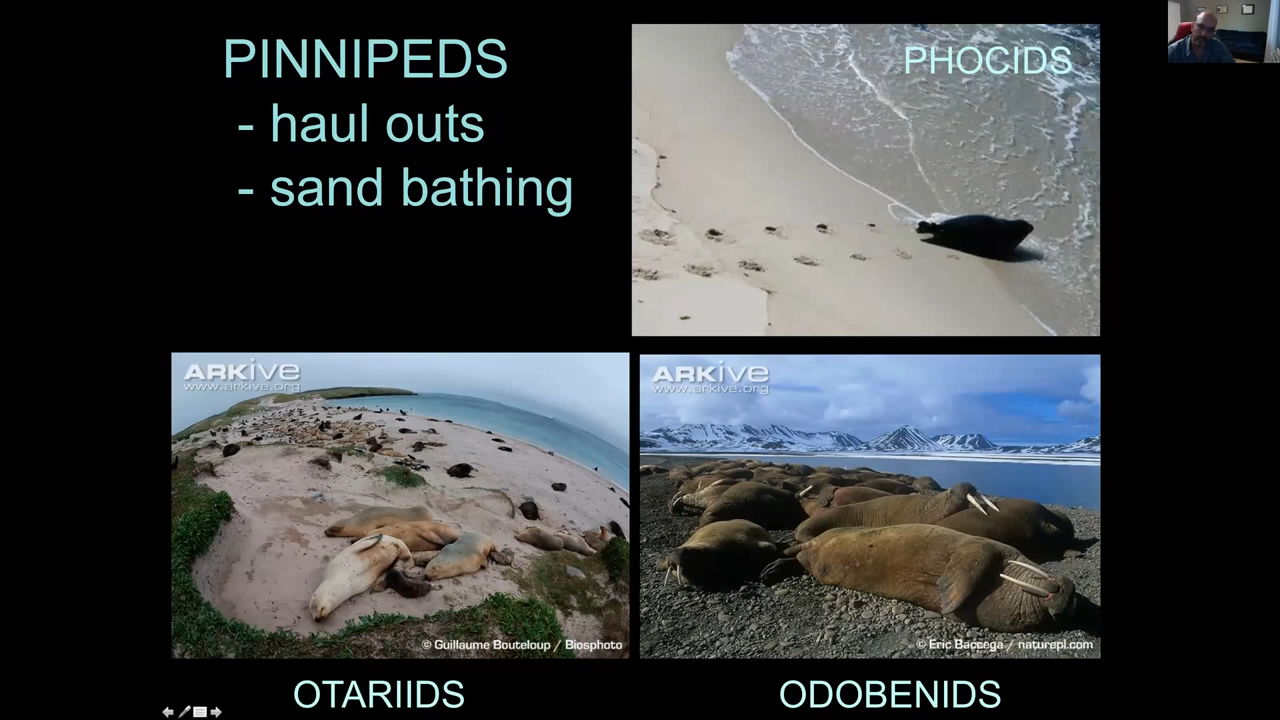 PINNIPEDS
- haul outs
- sand bathing
PHOCIDS
ARKive
www.arkive.org
© Guillaume Bouteloup / Biosphoto
ARKive
www.arkive.org
© Eric Baccega / naturepl.com
OTARIIDS
ODOBENIDS